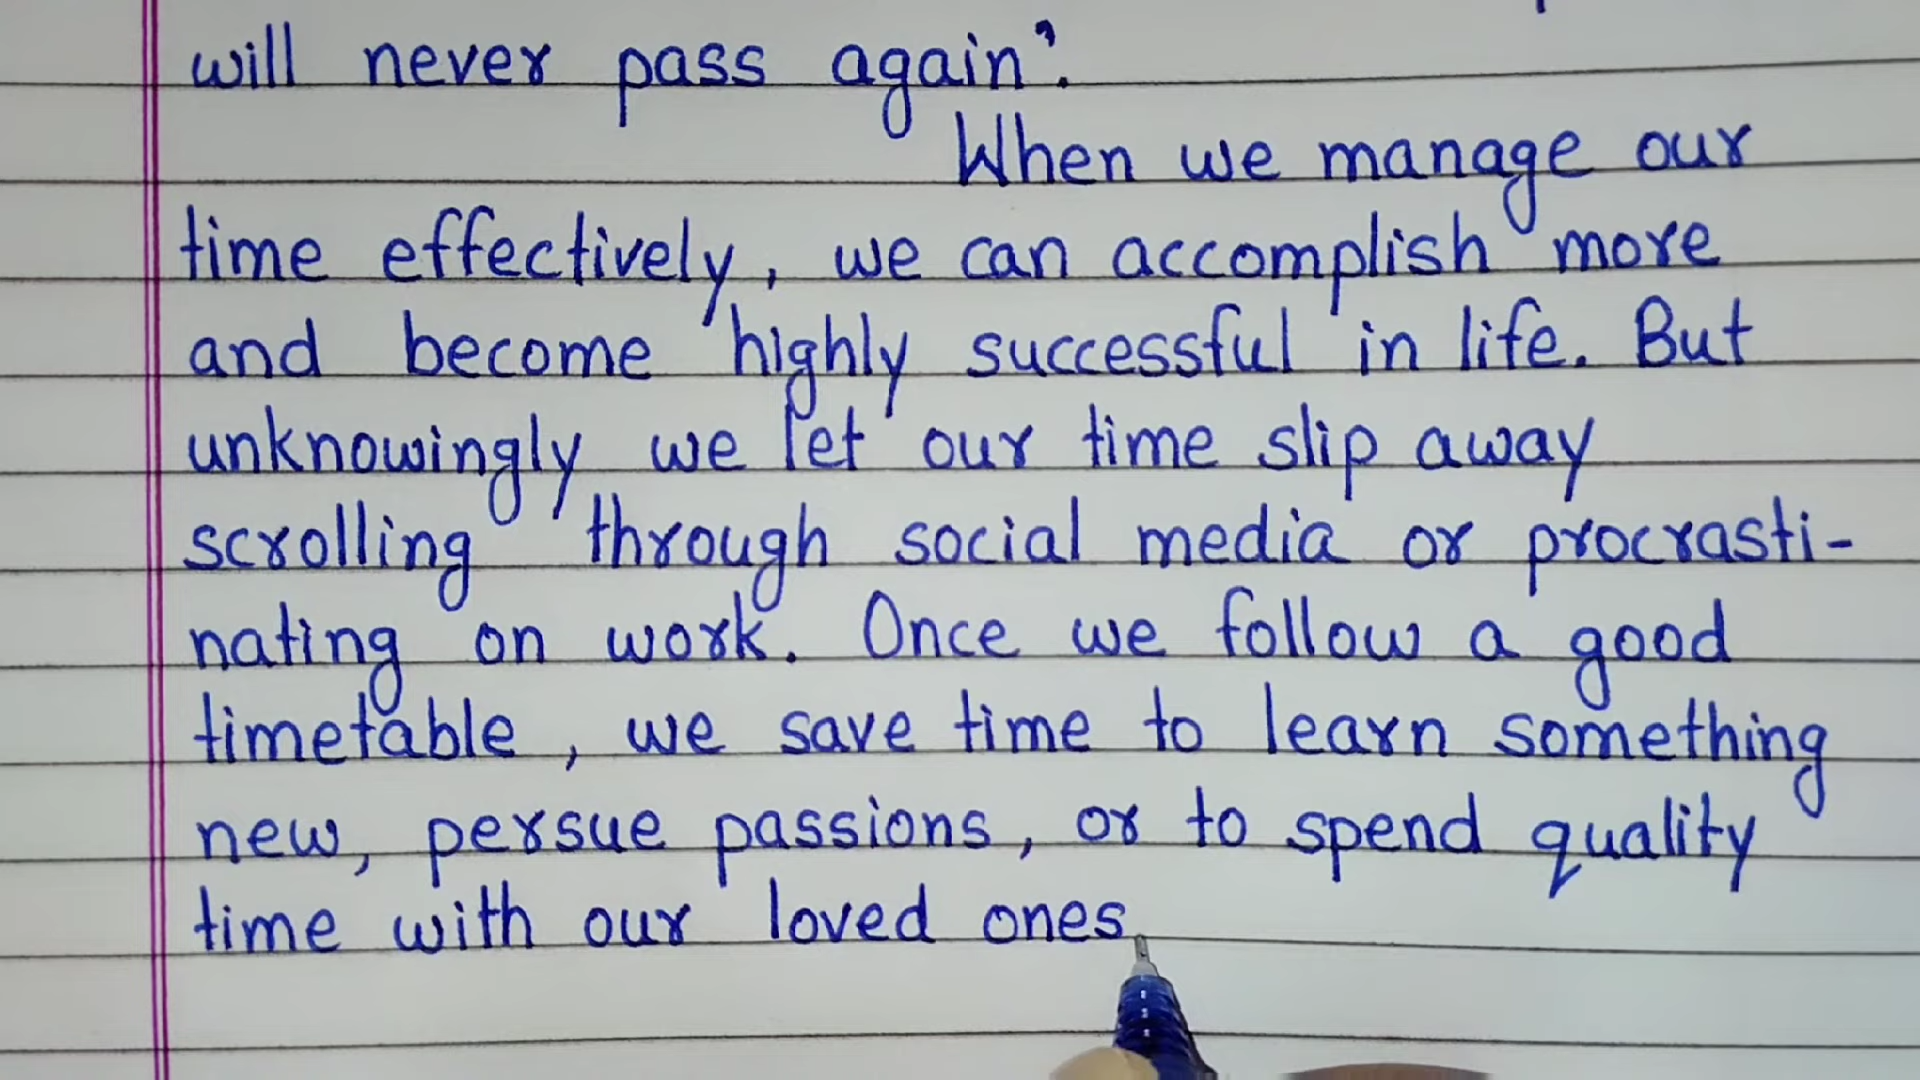 will never pass again'.
When we manage our
time effectively, we can accomplish more
and become highly successful in life. But
unknowingly we let our time slip away
scrolling through social media or procrasti-
nating on work. Once we follow a good
timetable, we save time to learn something
new, persue passions, or to spend quality
time with our loved ones.